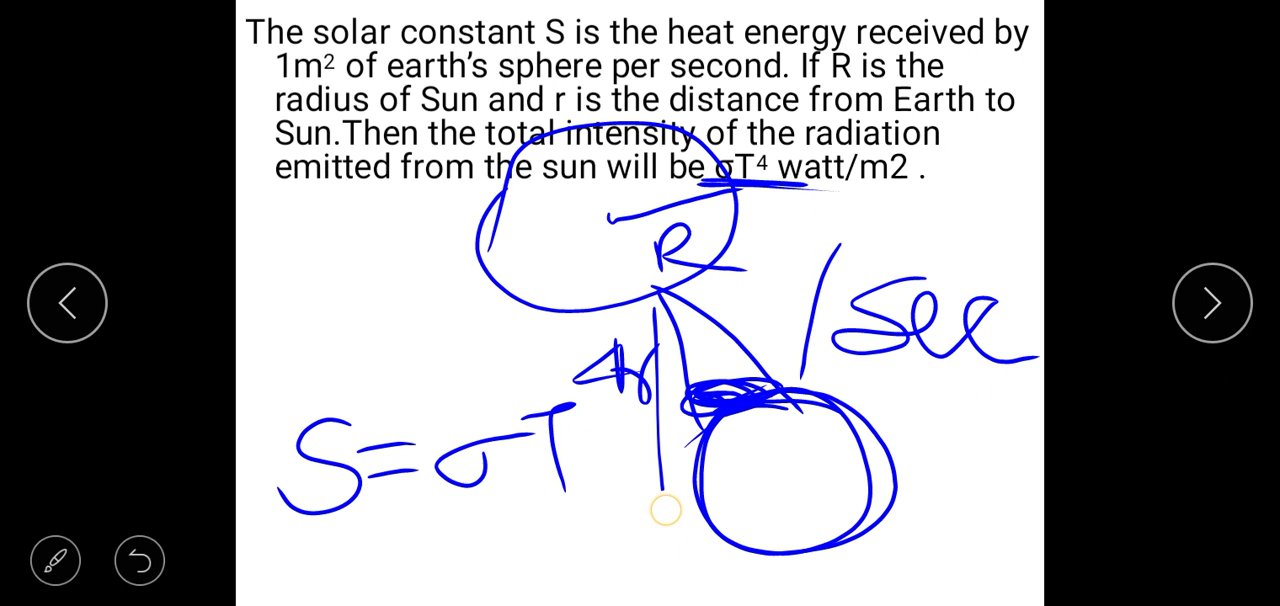 The solar constant S is the heat energy received by
1m² of earth's sphere per second. If R is the
radius of Sun and r is the distance from Earth to
Sun.Then the total intensity of the radiation
emitted from the sun will be σT⁴ watt/m2 .
R
/sec
S=σT